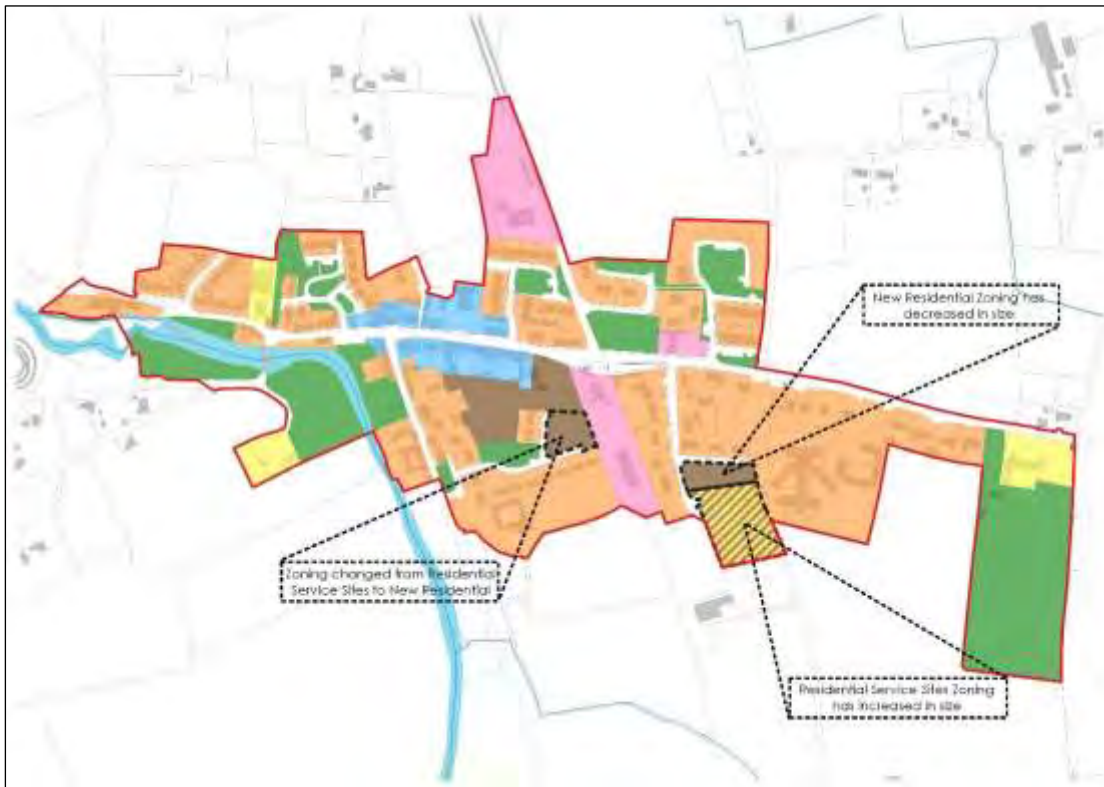 New Residential Zoning has
decreased in size
Zoning changed from Residential
Service Sites to New Residential
Residential Service Sites Zoning
has increased in size